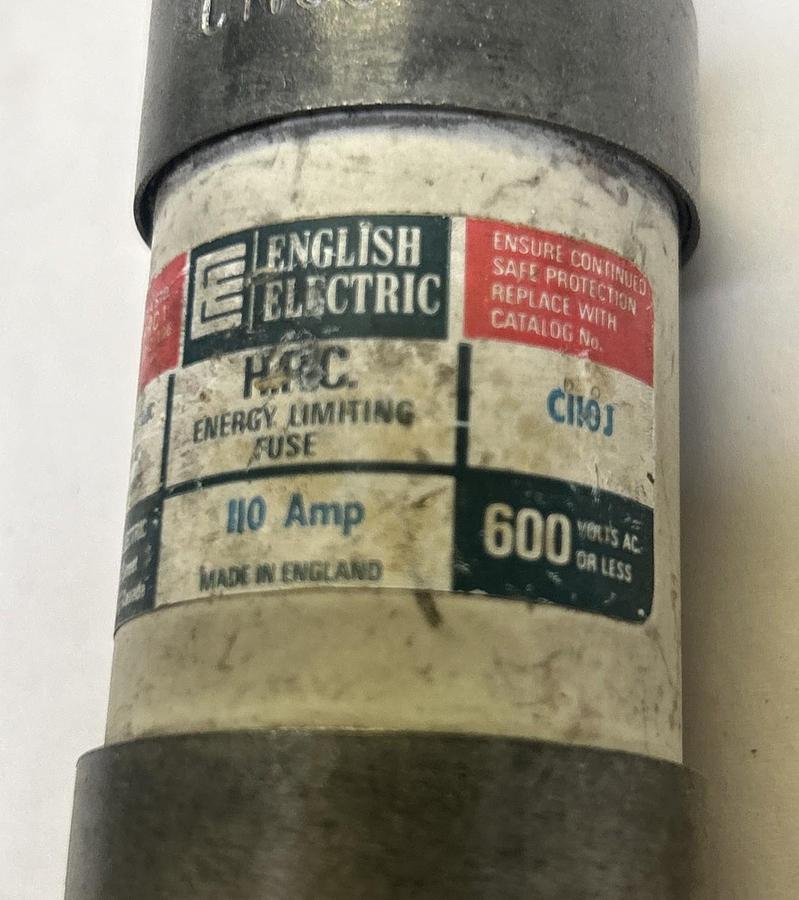 ENGLISH
ELECTRIC
H.R.C.
ENERGY LIMITING
FUSE
110 Amp
MADE IN ENGLAND
ENSURE CONTINUED
SAFE PROTECTION
REPLACE WITH
CATALOG No.
C110J
600 VOLTS AC
OR LESS